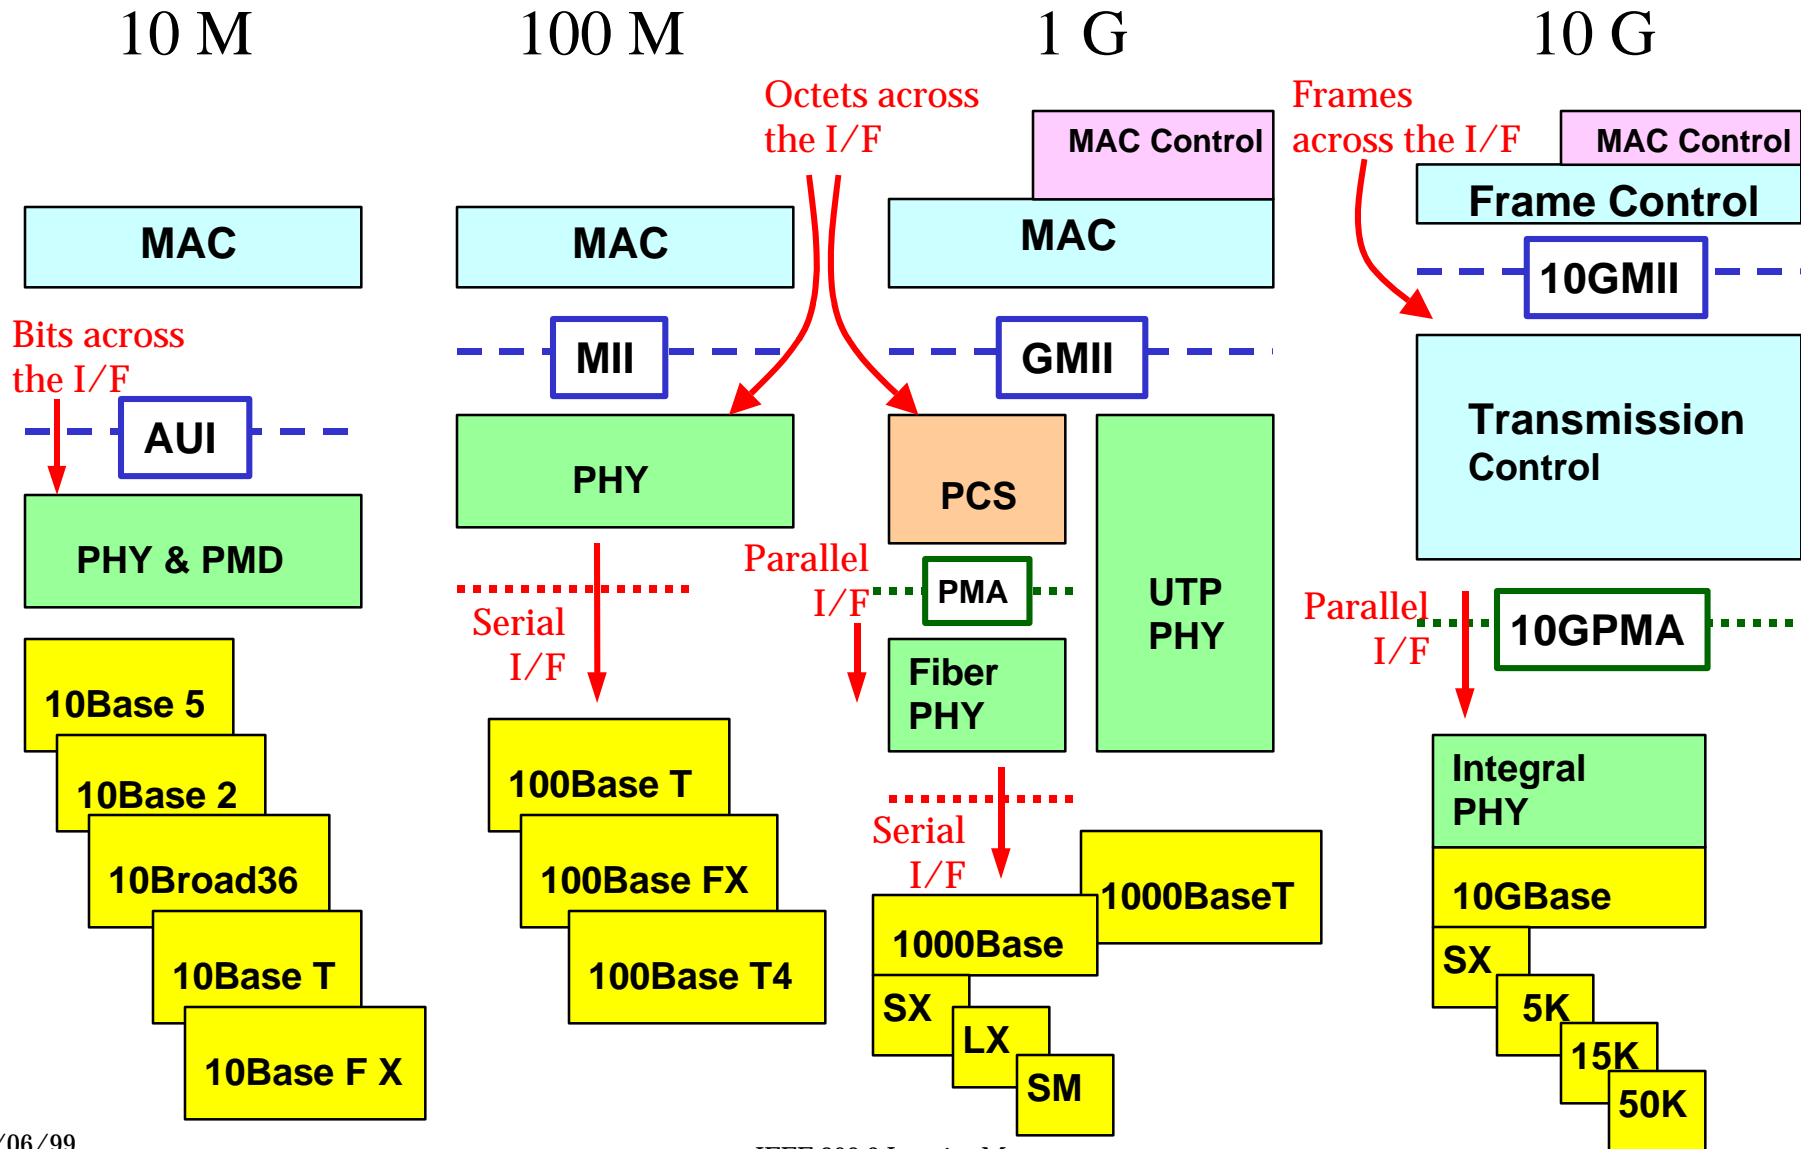 10 M
100 M
1 G
10 G
MAC
Bits across
the I/F
AUI
PHY & PMD
10Base 5
10Base 2
10Broad36
10Base T
10Base F X
Octets across
the I/F
MAC
MII
PHY
Serial
I/F
100Base T
100Base FX
100Base T4
MAC Control
MAC
GMII
PCS
Parallel
I/F
PMA
UTP
PHY
Fiber
PHY
Serial
I/F
1000BaseT
1000Base
SX
LX
SM
Frames
across the I/F
MAC Control
Frame Control
10GMII
Transmission
Control
Parallel
I/F
10GPMA
Integral
PHY
10GBase
SX
5K
15K
50K
/06/99